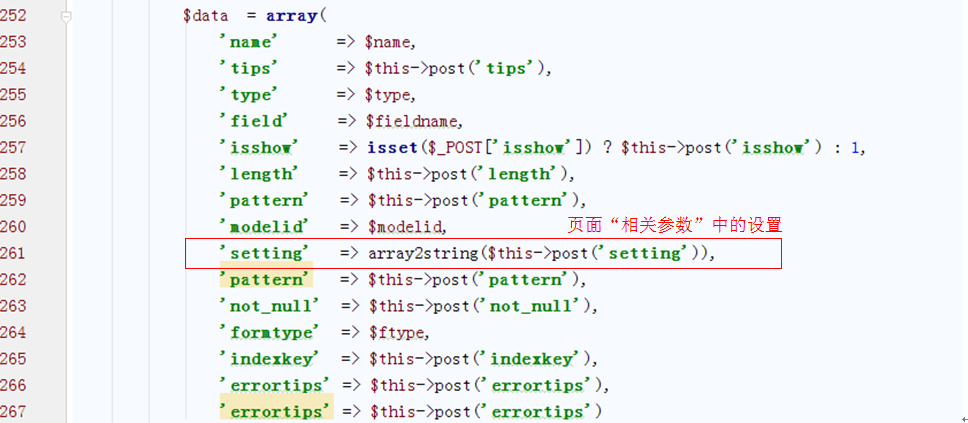 252 $data = array(
253 'name' => $name,
254 'tips' => $this->post('tips'),
255 'type' => $type,
256 'field' => $fieldname,
257 'isshow' => isset($_POST['isshow']) ? $this->post('isshow') : 1,
258 'length' => $this->post('length'),
259 'pattern' => $this->post('pattern'),
260 'modelid' => $modelid, 页面“相关参数”中的设置
261 'setting' => array2string($this->post('setting')),
262 'pattern' => $this->post('pattern'),
263 'not_null' => $this->post('not_null'),
264 'formtype' => $ftype,
265 'indexkey' => $this->post('indexkey'),
266 'errortips' => $this->post('errortips'),
267 'errortips' => $this->post('errortips')